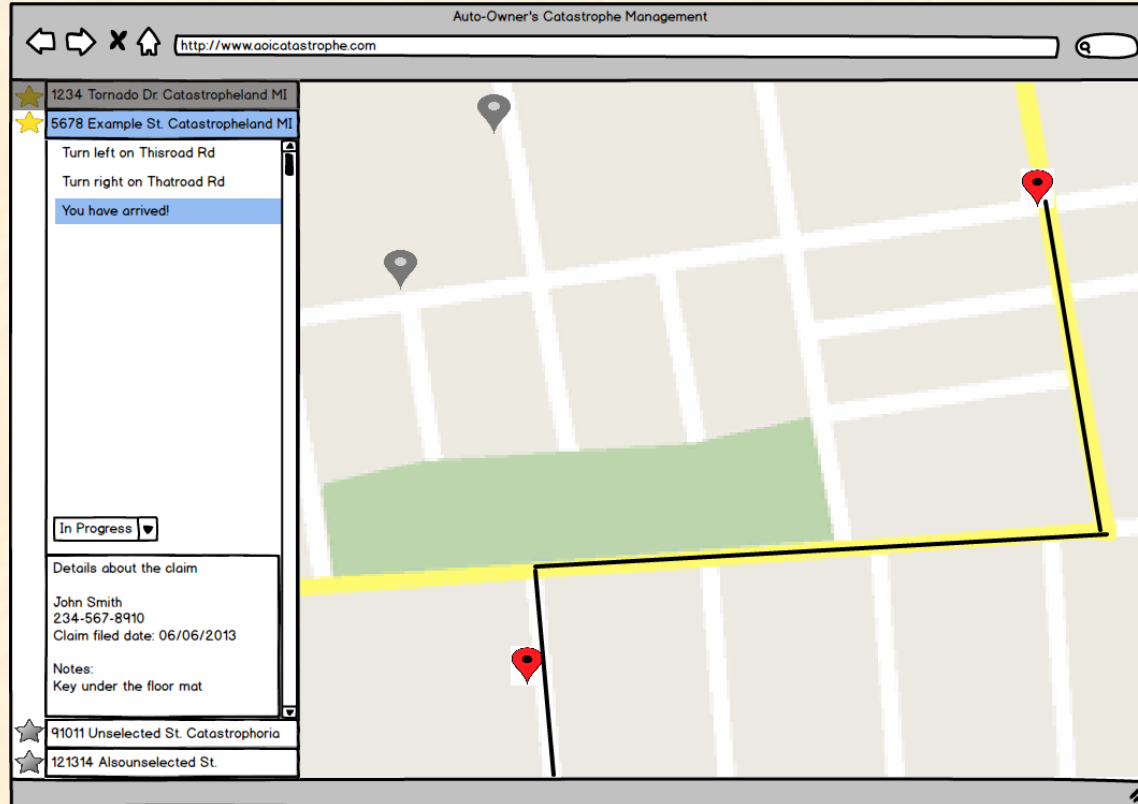 Auto-Owner's Catastrophe Management
http://www.aoicatastrophe.com
1234 Tornado Dr. Catastropheland MI
5678 Example St. Catastropheland MI
Turn left on Thisroad Rd
Turn right on Thatroad Rd
You have arrived!
In Progress
Details about the claim
John Smith
234-567-8910
Claim filed date: 06/06/2013
Notes:
Key under the floor mat
91011 Unselected St. Catastrophoria
121314 Alsounselected St.